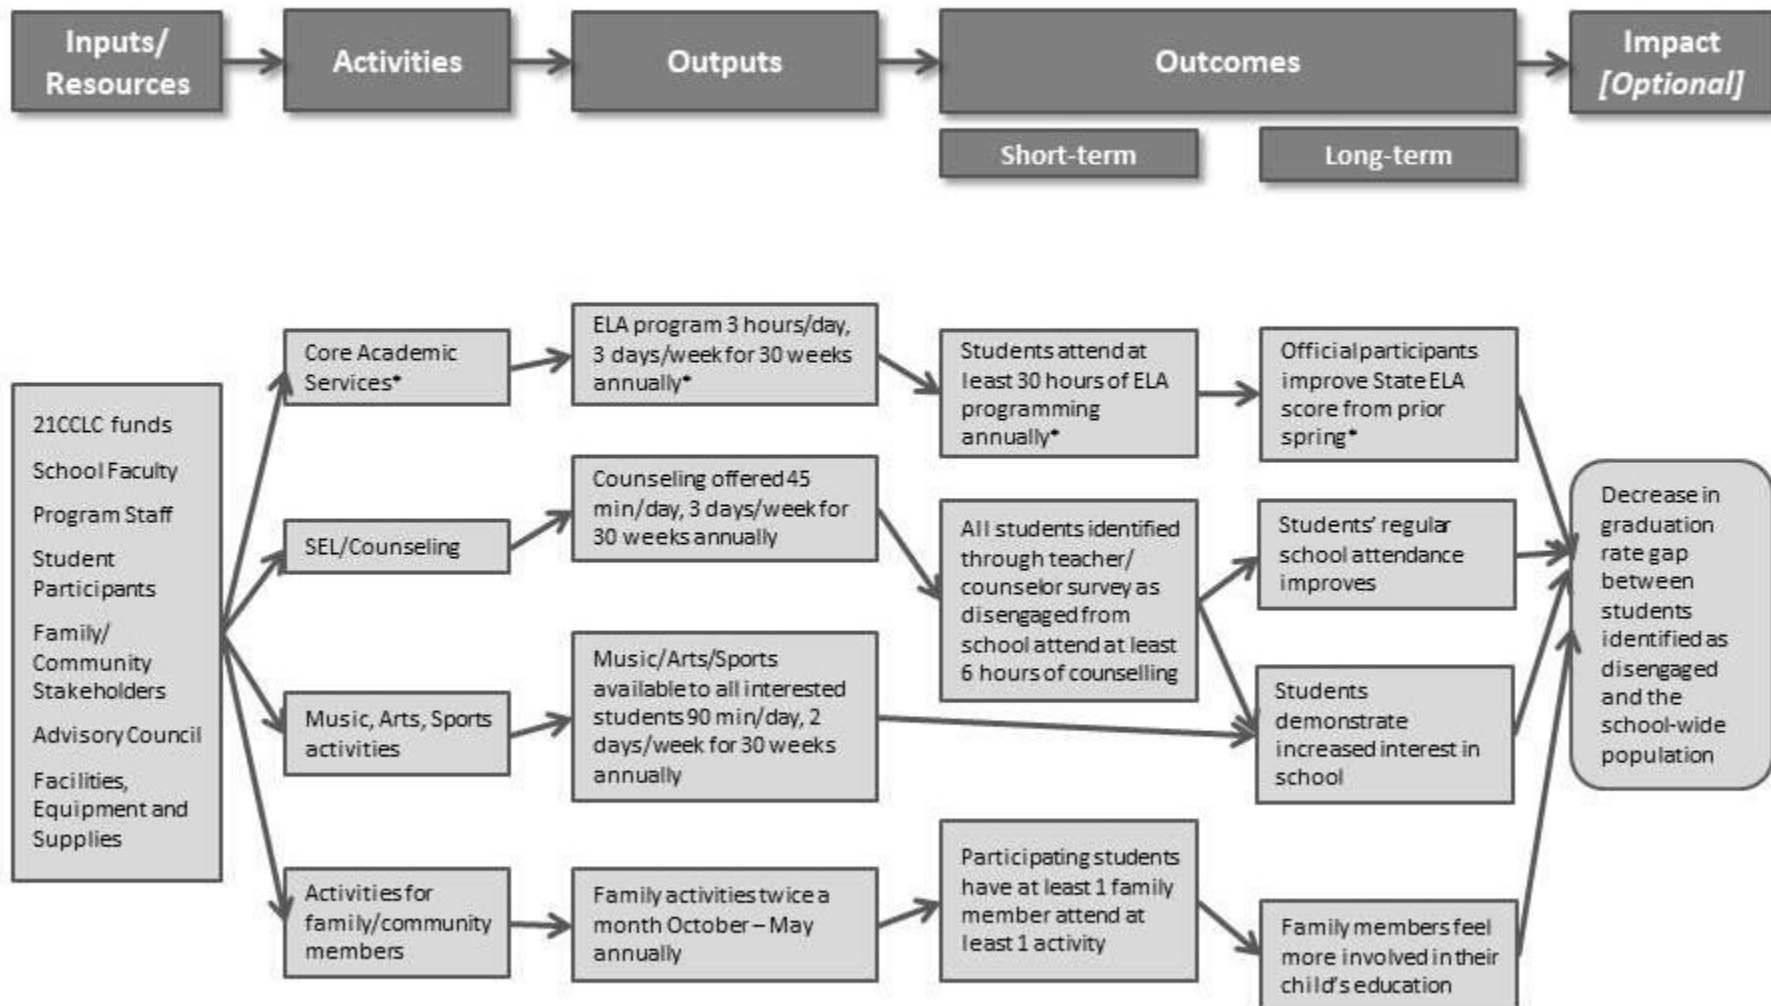 Inputs/
Resources
Activities
Outputs
Outcomes
Impact
[Optional]
Short-term
Long-term
21CCLC funds
School Faculty
Program Staff
Student
Participants
Family/
Community
Stakeholders
Advisory Council
Facilities,
Equipment and
Supplies
Core Academic
Services*
ELA program 3 hours/day,
3 days/week for 30 weeks
annually*
Students attend at
least 30 hours of ELA
programming
annually*
Official participants
improve State ELA
score from prior
spring*
SEL/Counseling
Counseling offered 45
min/day, 3 days/week for
30 weeks annually
All students identified
through teacher/
counselor survey as
disengaged from
school attend at least
6 hours of counselling
Students' regular
school attendance
improves
Music, Arts, Sports
activities
Music/Arts/Sports
available to all interested
students 90 min/day, 2
days/week for 30 weeks
annually
Students
demonstrate
increased interest in
school
Activities for
family/community
members
Family activities twice a
month October – May
annually
Participating students
have at least 1 family
member attend at
least 1 activity
Family members feel
more involved in their
child's education
Decrease in
graduation
rate gap
between
students
identified as
disengaged
and the
school-wide
population